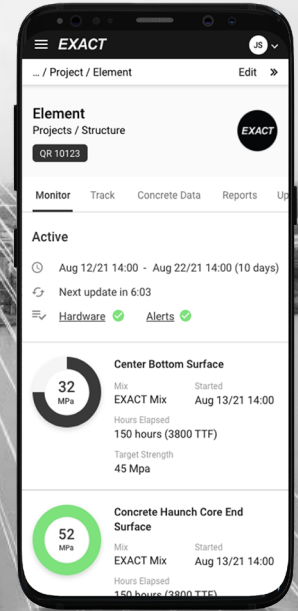 EXACT
JS
... / Project / Element
Edit »
Element
Projects / Structure
EXACT
QR 10123
Monitor Track Concrete Data Reports Up
Active
Aug 12/21 14:00 - Aug 22/21 14:00 (10 days)
Next update in 6:03
Hardware Alerts
32
MPa
Center Bottom Surface
Mix Started
EXACT Mix Aug 13/21 14:00
Hours Elapsed
150 hours (3800 TTF)
Target Strength
45 Mpa
52
MPa
Concrete Haunch Core End
Surface
Mix Started
EXACT Mix Aug 13/21 14:00
Hours Elapsed
150 hours (3800 TTF)